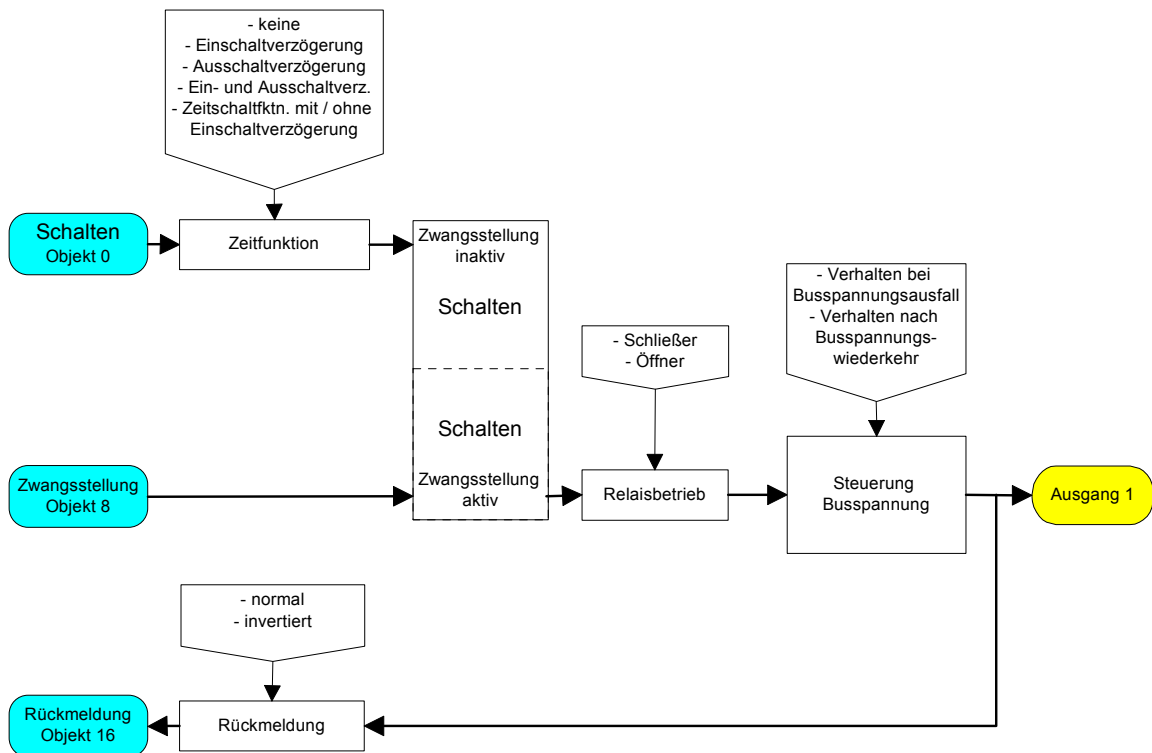 - keine
- Einschaltverzögerung
- Ausschaltverzögerung
- Ein- und Ausschaltverz.
- Zeitschaltfktn. mit / ohne
Einschaltverzögerung
Schalten
Objekt 0
Zeitfunktion
Zwangsstellung
inaktiv
Schalten
- Verhalten bei
Busspannungsausfall
- Verhalten nach
Busspannungs-
wiederkehr
- Schließer
- Öffner
Schalten
Zwangsstellung
aktiv
Zwangsstellung
Objekt 8
Relaisbetrieb
Steuerung
Busspannung
Ausgang 1
- normal
- invertiert
Rückmeldung
Objekt 16
Rückmeldung